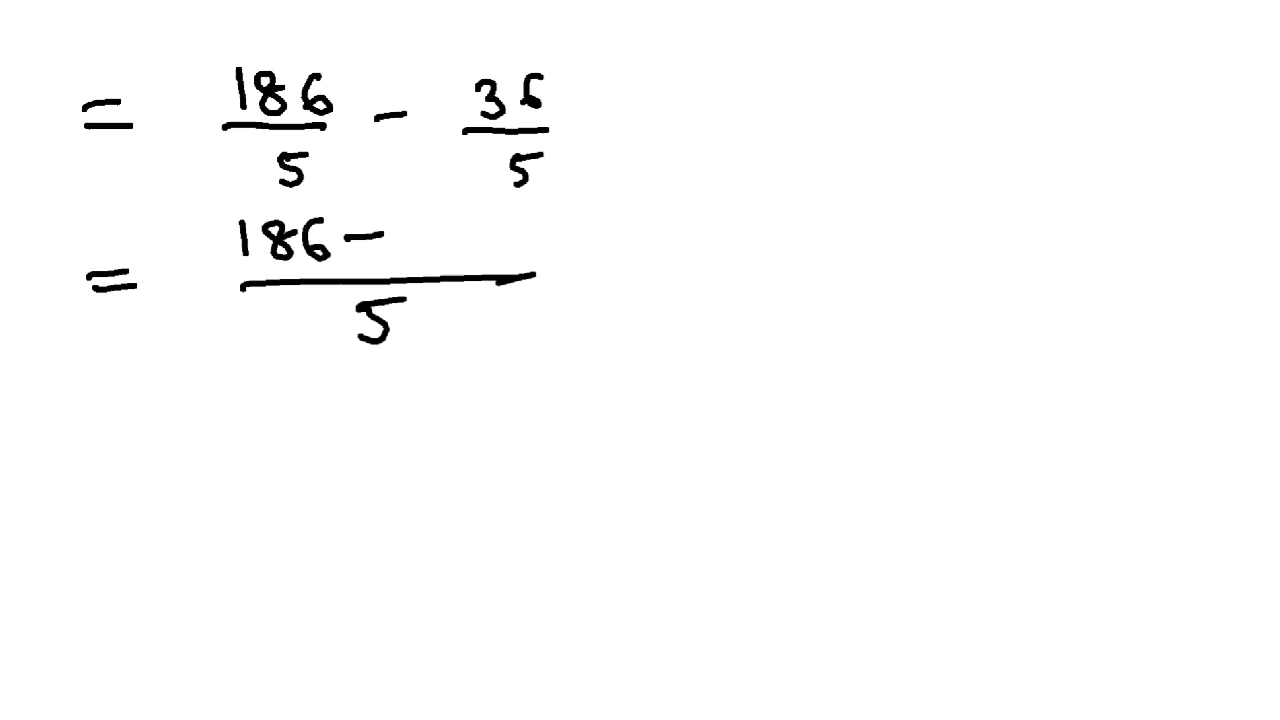 = 186/5 - 36/5
= 186 - /5